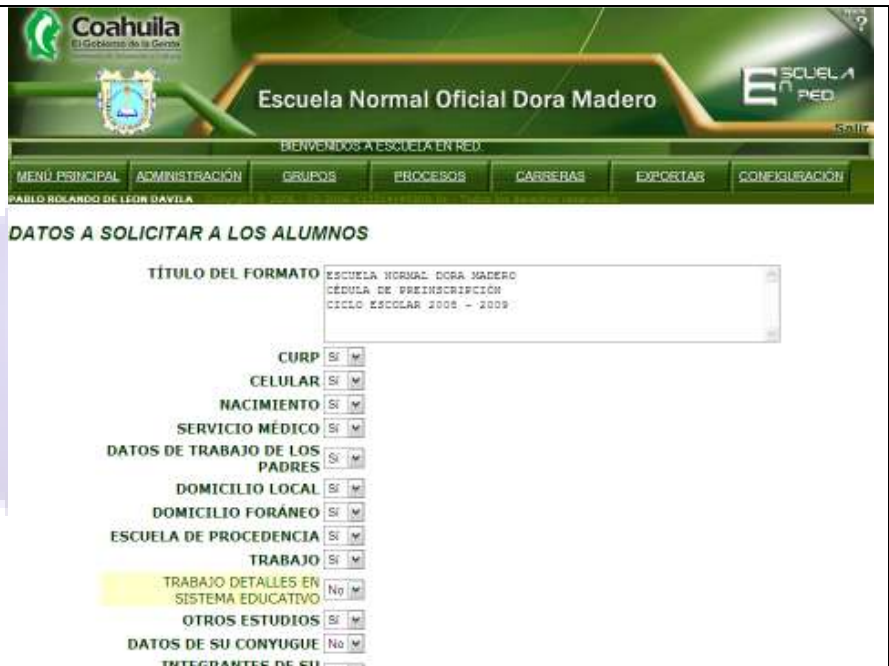 Coahuila
El Gobierno de la Gente
Escuela Normal Oficial Dora Madero
ESCUELA
EN RED
Salir
BIENVENIDOS A ESCUELA EN RED.
MENÚ PRINCIPAL ADMINISTRACIÓN GRUPOS PROCESOS CARRERAS EXPORTAR CONFIGURACIÓN
PABLO ROLANDO DE LEON DAVILA
DATOS A SOLICITAR A LOS ALUMNOS
TÍTULO DEL FORMATO
ESCUELA NORMAL DORA MADERO
CÉDULA DE PREINSCRIPCIÓN
CICLO ESCOLAR 2008 - 2009
CURP Sí
CELULAR Sí
NACIMIENTO Sí
SERVICIO MÉDICO Sí
DATOS DE TRABAJO DE LOS
PADRES Sí
DOMICILIO LOCAL Sí
DOMICILIO FORÁNEO Sí
ESCUELA DE PROCEDENCIA Sí
TRABAJO Sí
TRABAJO DETALLES EN
SISTEMA EDUCATIVO No
OTROS ESTUDIOS Sí
DATOS DE SU CONYUGUE No
INTEGRANTES DE SU